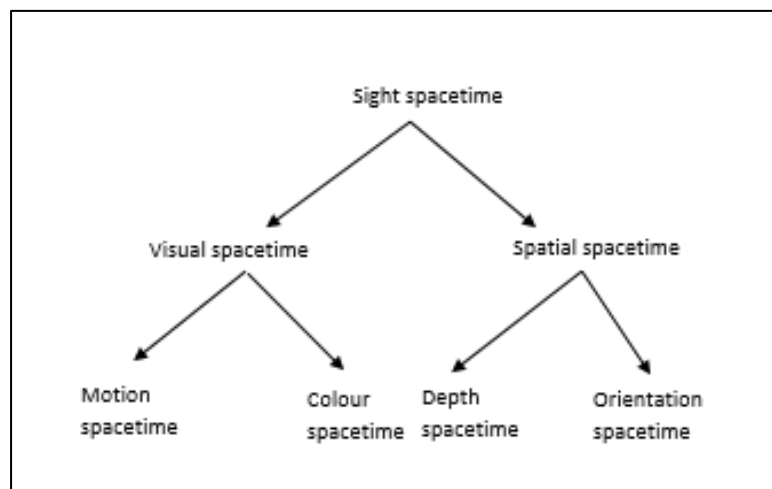 Sight spacetime
Visual spacetime
Spatial spacetime
Motion
spacetime
Colour
spacetime
Depth
spacetime
Orientation
spacetime